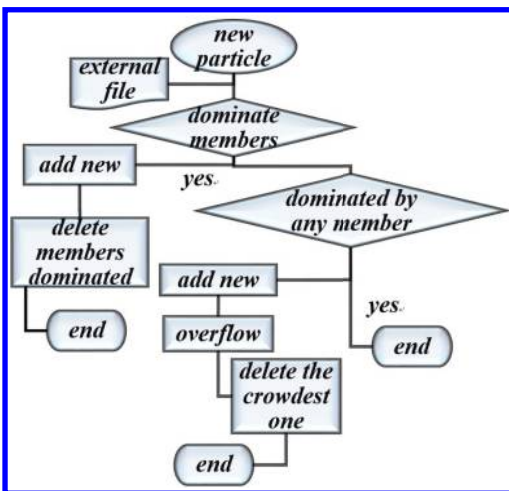 new
particle
external
file
dominate
members
add new
yes
dominated by
any member
delete
members
dominated
add new
end
overflow
yes
end
delete the
crowdest
one
end